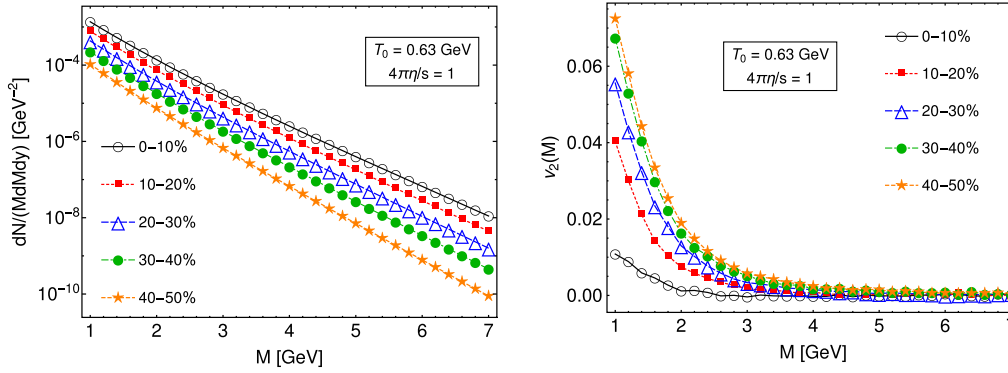 dN/(MdMdy) [GeV⁻²]
10⁻⁴
10⁻⁶
10⁻⁸
10⁻¹⁰
T₀ = 0.63 GeV
4πη/s = 1
0–10%
10–20%
20–30%
30–40%
40–50%
1 2 3 4 5 6 7
M [GeV]
v₂(M)
0.06
0.04
0.02
0.00
T₀ = 0.63 GeV
4πη/s = 1
0–10%
10–20%
20–30%
30–40%
40–50%
1 2 3 4 5 6 7
M [GeV]